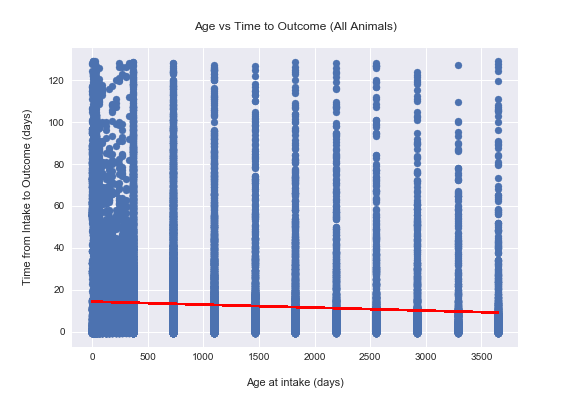 Age vs Time to Outcome (All Animals)
Time from Intake to Outcome (days)
120
100
80
60
40
20
0
0 500 1000 1500 2000 2500 3000 3500
Age at intake (days)